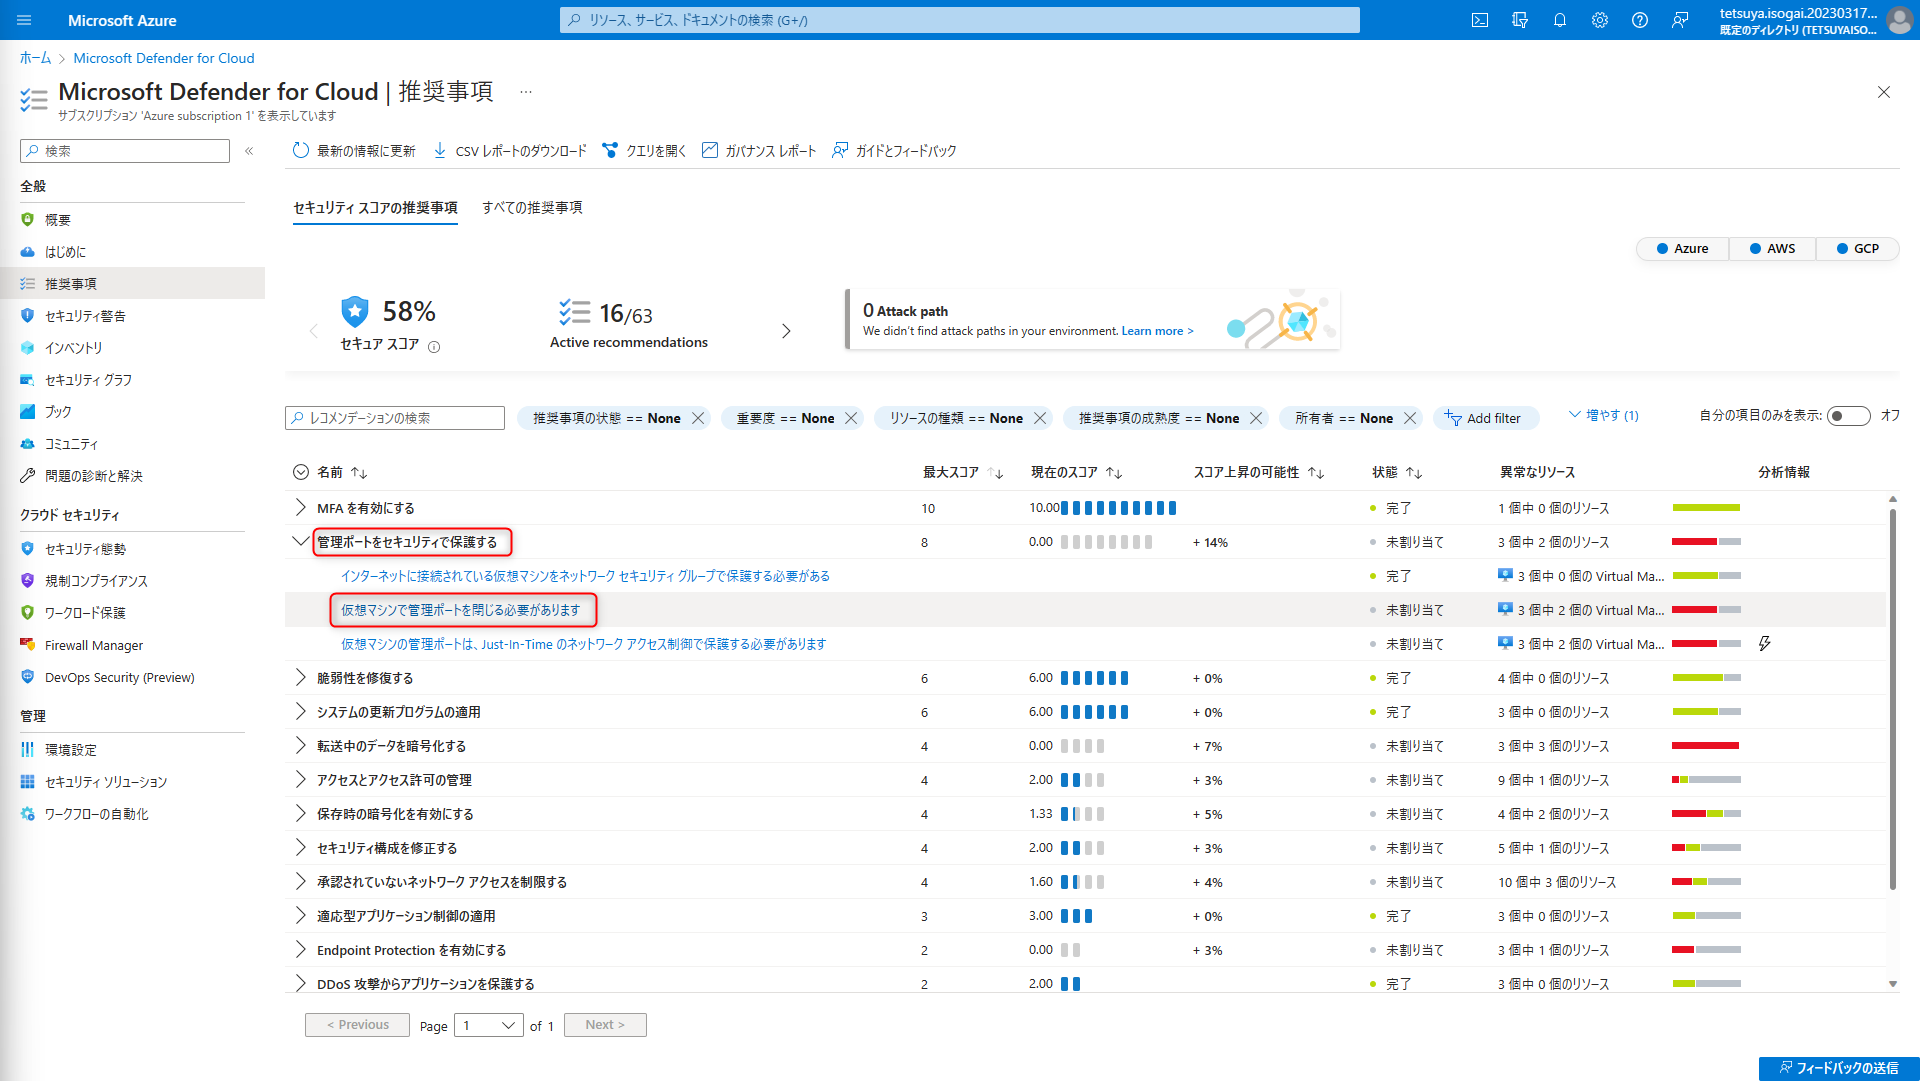 Microsoft Azure
リソース、サービス、ドキュメントの検索 (G+/)
tetsuya.isogai.20230317...
既定のディレクトリ (TETSUYAISO...
ホーム > Microsoft Defender for Cloud
Microsoft Defender for Cloud | 推奨事項 ...
サブスクリプション 'Azure subscription 1' を表示しています
検索
«
最新の情報に更新 CSV レポートのダウンロード クエリを開く ガバナンス レポート ガイドとフィードバック
全般
概要
はじめに
推奨事項
セキュリティ警告
インベントリ
セキュリティ グラフ
ブック
コミュニティ
問題の診断と解決
クラウド セキュリティ
セキュリティ態勢
規制コンプライアンス
ワークロード保護
Firewall Manager
DevOps Security (Preview)
管理
環境設定
セキュリティ ソリューション
ワークフローの自動化
セキュリティ スコアの推奨事項 すべての推奨事項
Azure AWS GCP
58%
セキュア スコア
16/63
Active recommendations
0 Attack path
We didn't find attack paths in your environment. Learn more >
レコメンデーションの検索
推奨事項の状態 == None
重要度 == None
リソースの種類 == None
推奨事項の成熟度 == None
所有者 == None
Add filter
増やす (1)
自分の項目のみを表示: オフ
名前 最大スコア 現在のスコア スコア上昇の可能性 状態 異常なリソース 分析情報
MFA を有効にする 10 10.00 完了 1 個中 0 個のリソース
管理ポートをセキュリティで保護する 8 0.00 + 14% 未割り当て 3 個中 2 個のリソース
インターネットに接続されている仮想マシンをネットワーク セキュリティ グループで保護する必要がある 完了 3 個中 0 個の Virtual Ma...
仮想マシンで管理ポートを閉じる必要があります 未割り当て 3 個中 2 個の Virtual Ma...
仮想マシンの管理ポートは、Just-In-Time のネットワーク アクセス制御で保護する必要があります 未割り当て 3 個中 2 個の Virtual Ma...
脆弱性を修復する 6 6.00 + 0% 完了 4 個中 0 個のリソース
システムの更新プログラムの適用 6 6.00 + 0% 完了 3 個中 0 個のリソース
転送中のデータを暗号化する 4 0.00 + 7% 未割り当て 3 個中 3 個のリソース
アクセスとアクセス許可の管理 4 2.00 + 3% 未割り当て 9 個中 1 個のリソース
保存時の暗号化を有効にする 4 1.33 + 5% 未割り当て 4 個中 2 個のリソース
セキュリティ構成を修正する 4 2.00 + 3% 未割り当て 5 個中 1 個のリソース
承認されていないネットワーク アクセスを制限する 4 1.60 + 4% 未割り当て 10 個中 3 個のリソース
適応型アプリケーション制御の適用 3 3.00 + 0% 完了 3 個中 0 個のリソース
Endpoint Protection を有効にする 2 0.00 + 3% 未割り当て 3 個中 1 個のリソース
DDoS 攻撃からアプリケーションを保護する 2 2.00 完了 3 個中 0 個のリソース
< Previous Page 1 of 1 Next >
フィードバックの送信